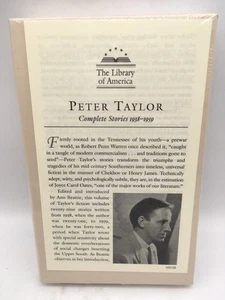 The Library
of America
PETER TAYLOR
Complete Stories 1938-1959
Firmly rooted in the Tennessee of his youth—a prewar
world, as Robert Penn Warren once described it, "caught
in a tangle of modern commercialism . . . and traditions gone to
seed"—Peter Taylor's stories transform the triumphs and
tragedies of his mid-century Southerners into timeless, universal
fiction in the manner of Chekhov or Henry James. Technically
adept, witty, and psychologically subtle, they are, in the estimation
of Joyce Carol Oates, "one of the major works of our literature."
Edited and introduced
by Ann Beattie, this volume
of Taylor's fiction includes
twenty-nine stories written
from 1938, when the author
was twenty-one, to 1959,
when he was forty-two, a
period when Taylor wrote
with special sensitivity about
the domestic reverberations
of social changes besetting
the Upper South. As Beattie
observes in her introduction,